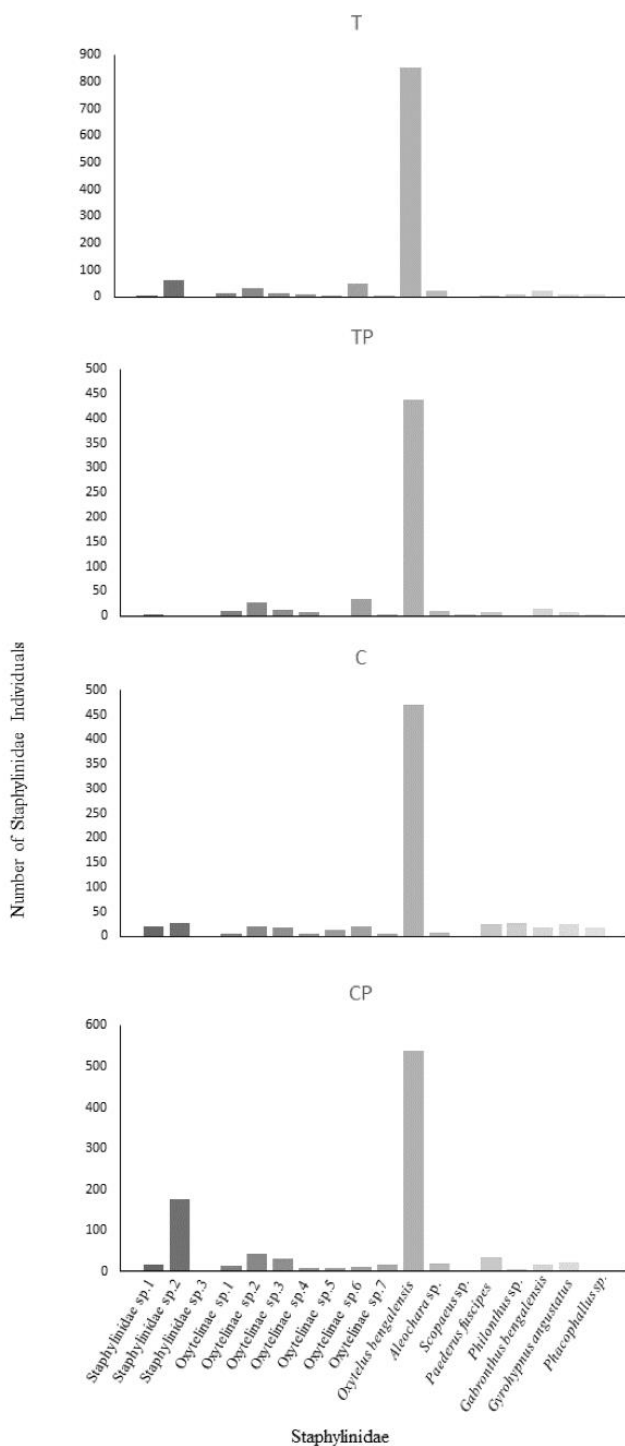 T
900
800
700
600
500
400
300
200
100
0
TP
500
450
400
350
300
250
200
150
100
50
0
C
500
450
400
350
300
250
200
150
100
50
0
CP
600
500
400
300
200
100
0
Number of Staphylinidae Individuals
Staphylinidae sp.1
Staphylinidae sp.2
Staphylinidae sp.3
Oxytelinae sp.1
Oxytelinae sp.2
Oxytelinae sp.3
Oxytelinae sp.4
Oxytelinae sp.5
Oxytelinae sp.6
Oxytelinae sp.7
Oxytelus bengalensis
Aleochara sp.
Scopaeus sp.
Paederus fuscipes
Philonthus sp.
Gabronthus bengalensis
Gyrohypnus angustatus
Phacophallus sp.
Staphylinidae